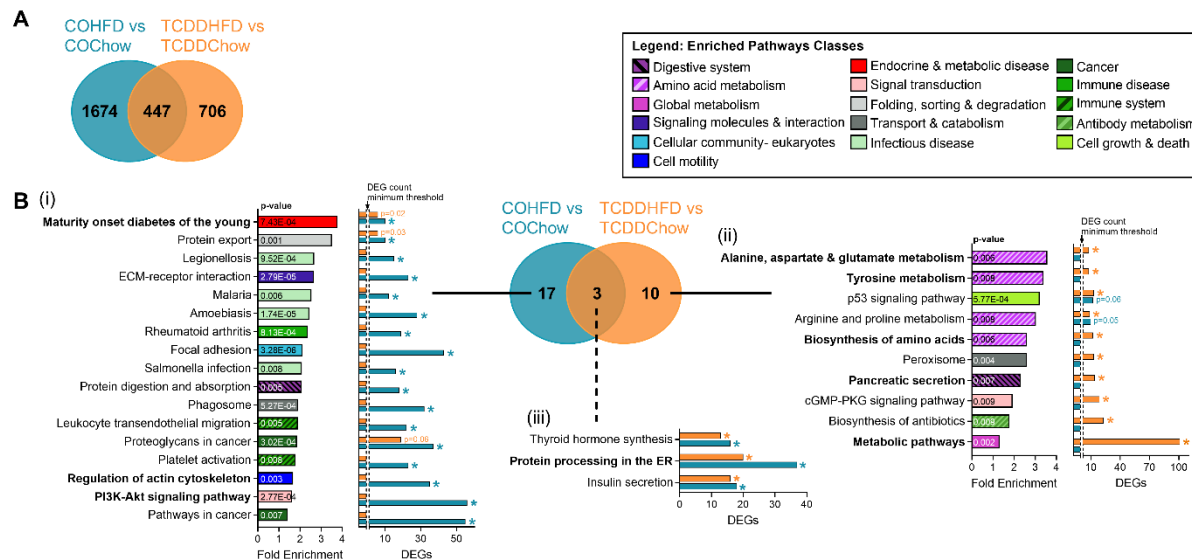 A
COHFD vs
COChow
TCDDHFD vs
TCDDChow
1674
447
706
Legend: Enriched Pathways Classes
Digestive system
Amino acid metabolism
Global metabolism
Signaling molecules & interaction
Cellular community- eukaryotes
Cell motility
Endocrine & metabolic disease
Signal transduction
Folding, sorting & degradation
Transport & catabolism
Infectious disease
Cancer
Immune disease
Immune system
Antibody metabolism
Cell growth & death
B
(i)
p-value
DEG count
minimum threshold
Maturity onset diabetes of the young
7.43E-04
p=0.02
*
Protein export
0.001
p=0.03
*
Legionellosis
9.52E-04
*
ECM-receptor interaction
2.79E-05
*
Malaria
0.006
*
Amoebiasis
1.74E-05
*
Rheumatoid arthritis
8.13E-04
*
Focal adhesion
3.28E-06
*
Salmonella infection
0.008
*
Protein digestion and absorption
0.005
*
Phagosome
5.27E-04
*
Leukocyte transendothelial migration
0.005
*
Proteoglycans in cancer
3.02E-04
p=0.06
*
Platelet activation
0.006
*
Regulation of actin cytoskeleton
0.003
*
PI3K-Akt signaling pathway
2.77E-04
*
Pathways in cancer
0.007
*
0 1 2 3 4
Fold Enrichment
10 30 50
DEGs
COHFD vs
COChow
TCDDHFD vs
TCDDChow
17
3
10
(ii)
p-value
DEG count
minimum threshold
Alanine, aspartate & glutamate metabolism
0.006
*
Tyrosine metabolism
0.009
*
p53 signaling pathway
5.77E-04
*
p=0.06
Arginine and proline metabolism
0.009
*
p=0.05
Biosynthesis of amino acids
0.006
*
Peroxisome
0.004
*
Pancreatic secretion
0.007
*
cGMP-PKG signaling pathway
0.009
*
Biosynthesis of antibiotics
0.008
*
Metabolic pathways
0.002
*
0 1 2 3 4
Fold Enrichment
10 40 70 100
DEGs
(iii)
Thyroid hormone synthesis
*
*
Protein processing in the ER
*
*
Insulin secretion
*
*
0 10 20 30 40
DEGs